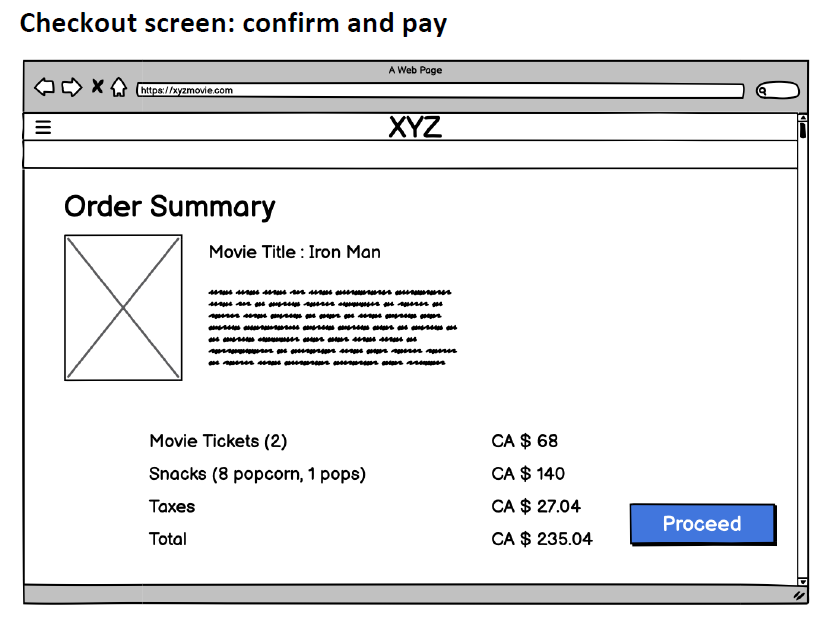 Checkout screen: confirm and pay
A Web Page
https://xyzmovie.com
XYZ
Order Summary
Movie Title : Iron Man
Movie Tickets (2) CA $ 68
Snacks (8 popcorn, 1 pops) CA $ 140
Taxes CA $ 27.04
Total CA $ 235.04
Proceed